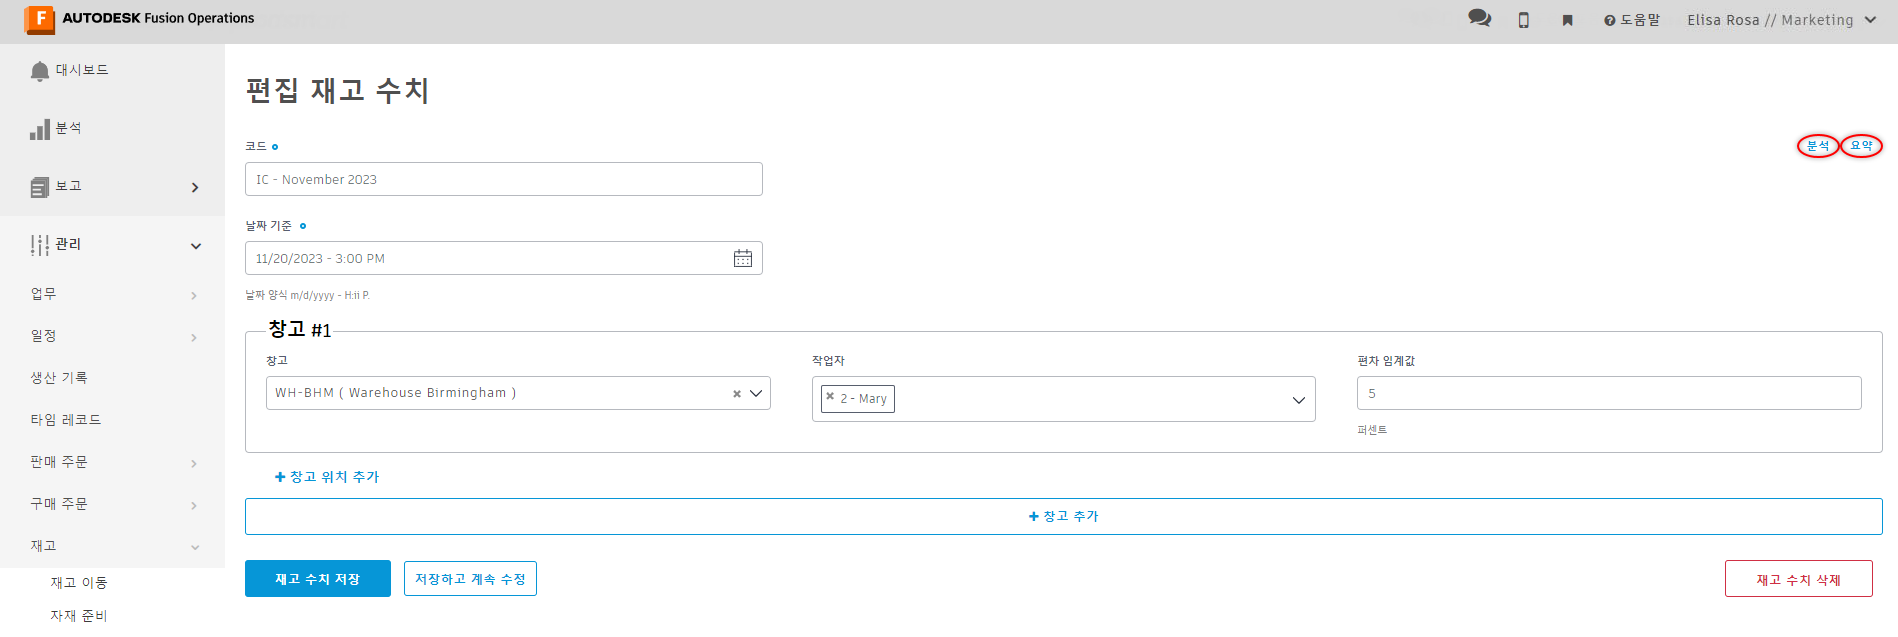 AUTODESK Fusion Operations
도움말
Elisa Rosa // Marketing
대시보드
분석
보고
관리
업무
일정
생산 기록
타임 레코드
판매 주문
구매 주문
재고
재고 이동
자재 준비
편집 재고 수치
분석 요약
코드
IC - November 2023
날짜 기준
11/20/2023 - 3:00 PM
날짜 양식 m/d/yyyy - H:ii P.
창고 #1
창고
WH-BHM ( Warehouse Birmingham )
작업자
2 - Mary
편차 임계값
5
퍼센트
창고 위치 추가
창고 추가
재고 수치 저장
저장하고 계속 수정
재고 수치 삭제